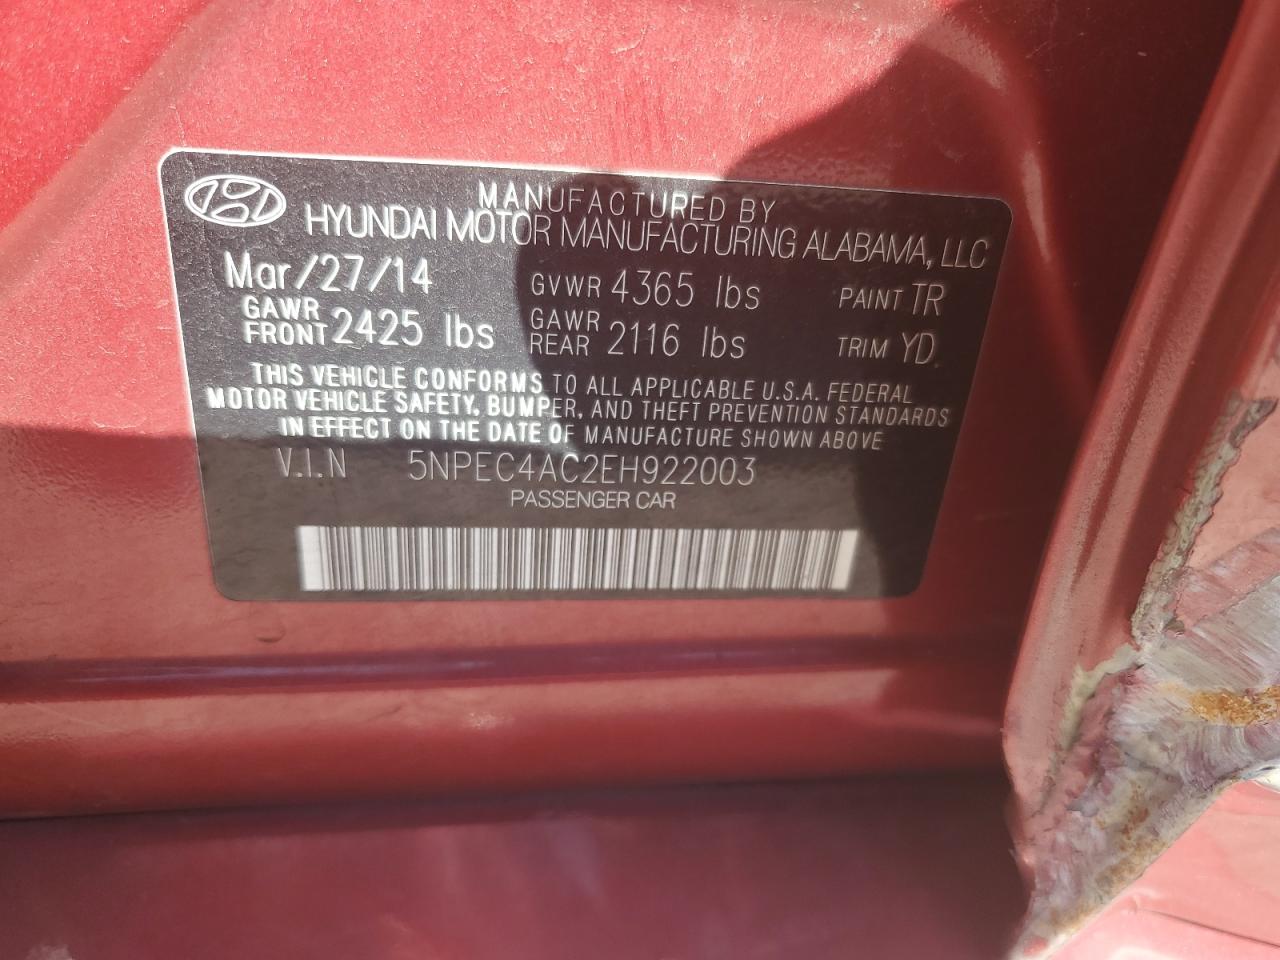 MANUFACTURED BY
HYUNDAI MOTOR MANUFACTURING ALABAMA, LLC
Mar/27/14 GVWR 4365 lbs PAINT TR
GAWR FRONT 2425 lbs GAWR REAR 2116 lbs TRIM YD
THIS VEHICLE CONFORMS TO ALL APPLICABLE U.S.A. FEDERAL
MOTOR VEHICLE SAFETY, BUMPER, AND THEFT PREVENTION STANDARDS
IN EFFECT ON THE DATE OF MANUFACTURE SHOWN ABOVE
V.I.N 5NPEC4AC2EH922003
PASSENGER CAR